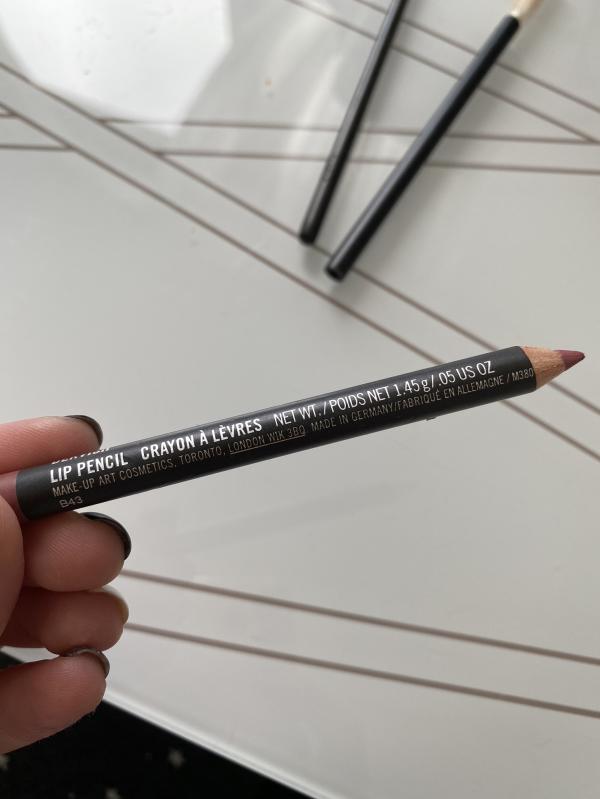 LIP PENCIL CRAYON À LÈVRES NET WT. / POIDS NET 1.45 g / .05 US OZ
MAKE-UP ART COSMETICS, TORONTO, LONDON W1K 3BQ MADE IN GERMANY/FABRIQUÉ EN ALLEMAGNE / M380
B43